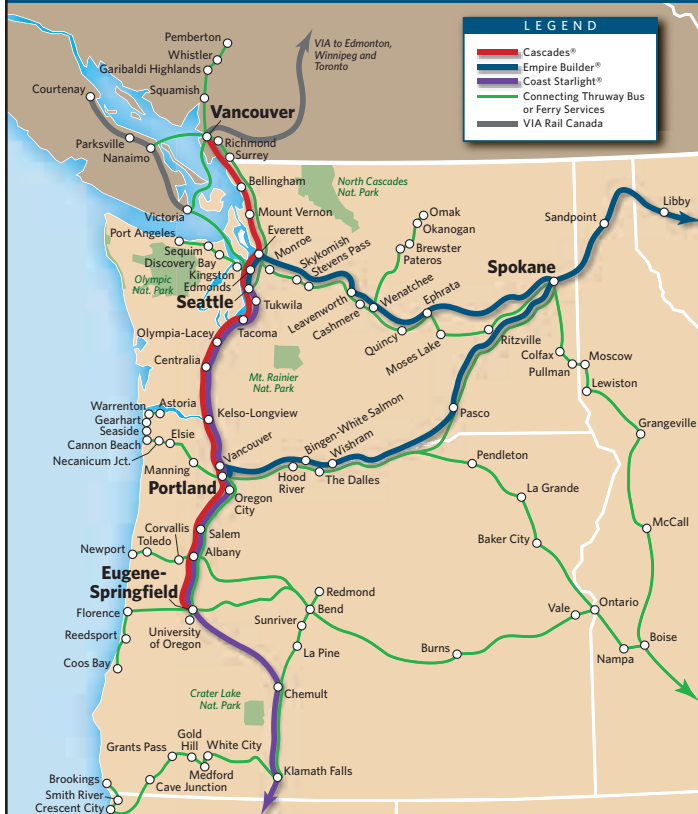 LEGEND
Cascades®
Empire Builder®
Coast Starlight®
Connecting Thruway Bus
or Ferry Services
VIA Rail Canada
VIA to Edmonton,
Winnipeg and
Toronto
Pemberton
Whistler
Garibaldi Highlands
Squamish
Courtenay
Vancouver
Parksville
Nanaimo
Richmond
Surrey
Bellingham
North Cascades
Nat. Park
Victoria
Mount Vernon
Omak
Okanogan
Port Angeles
Everett
Monroe
Skykomish
Stevens Pass
Brewster
Pateros
Sandpoint
Libby
Sequim
Discovery Bay
Kingston
Edmonds
Olympic
Nat. Park
Seattle
Tukwila
Leavenworth
Cashmere
Wenatchee
Ephrata
Spokane
Quincy
Moses Lake
Ritzville
Olympia-Lacey
Tacoma
Centralia
Mt. Rainier
Nat. Park
Colfax
Pullman
Moscow
Lewiston
Warrenton
Astoria
Gearhart
Seaside
Cannon Beach
Elsie
Necanicum Jct.
Kelso-Longview
Pasco
Grangeville
Vancouver
Bingen-White Salmon
Wishram
Manning
Portland
Hood
River
The Dalles
Pendleton
Oregon
City
La Grande
Corvallis
Toledo
Newport
Salem
Albany
Baker City
McCall
Eugene-
Springfield
Florence
University
of Oregon
Redmond
Bend
Sunriver
Vale
Ontario
Reedsport
Coos Bay
La Pine
Burns
Nampa
Boise
Crater Lake
Nat. Park
Chemult
Grants Pass
Gold
Hill
White City
Medford
Klamath Falls
Brookings
Cave Junction
Smith River
Crescent City